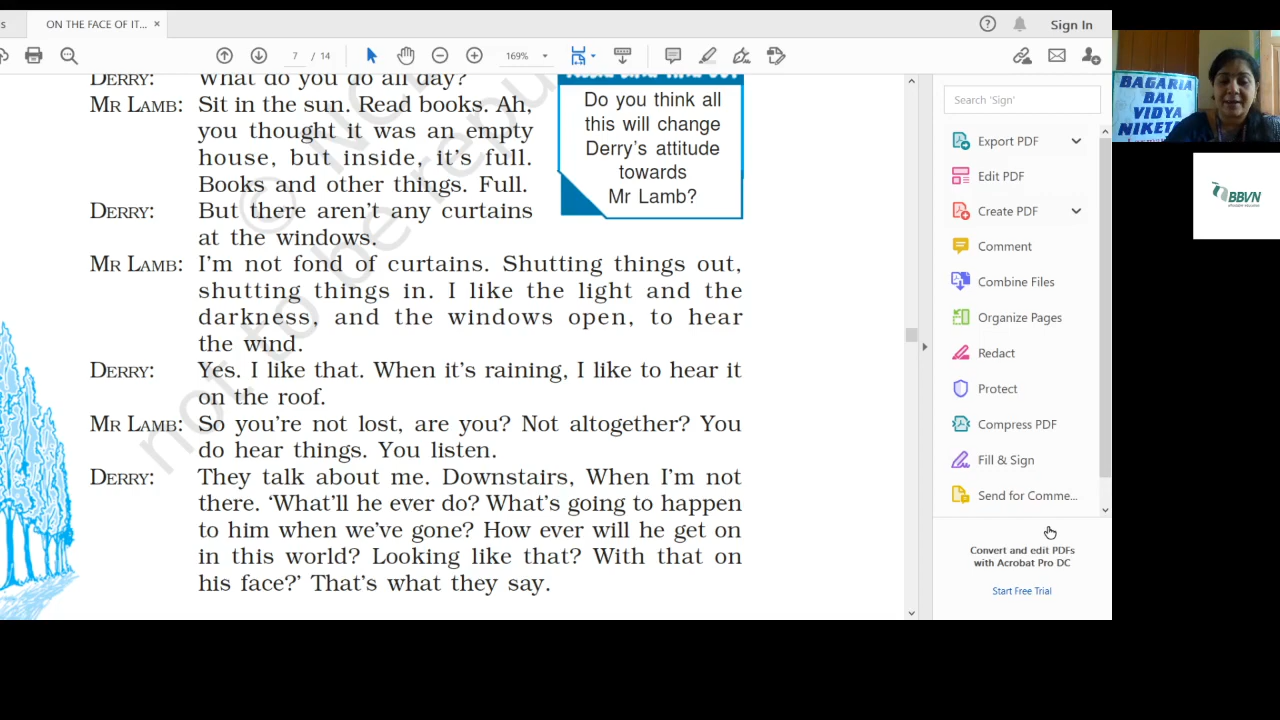 ON THE FACE OF IT...
Sign In
7 / 14
169%
DERRY: What do you do all day?
MR LAMB: Sit in the sun. Read books. Ah,
you thought it was an empty
house, but inside, it's full.
Books and other things. Full.
DERRY: But there aren't any curtains
at the windows.
MR LAMB: I'm not fond of curtains. Shutting things out,
shutting things in. I like the light and the
darkness, and the windows open, to hear
the wind.
DERRY: Yes. I like that. When it's raining, I like to hear it
on the roof.
MR LAMB: So you're not lost, are you? Not altogether? You
do hear things. You listen.
DERRY: They talk about me. Downstairs, When I'm not
there. ‘What'll he ever do? What's going to happen
to him when we've gone? How ever will he get on
in this world? Looking like that? With that on
his face?’ That's what they say.
Do you think all
this will change
Derry's attitude
towards
Mr Lamb?
not to be repu
Search 'Sign'
Export PDF
Edit PDF
Create PDF
Comment
Combine Files
Organize Pages
Redact
Protect
Compress PDF
Fill & Sign
Send for Comme...
Convert and edit PDFs
with Acrobat Pro DC
Start Free Trial
BAGARIA
BAL
VIDYA
NIKET
BBVN